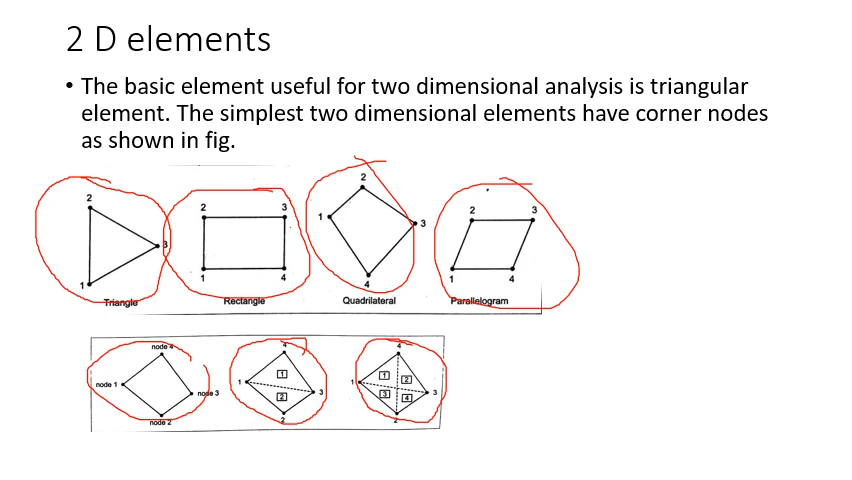 2 D elements
• The basic element useful for two dimensional analysis is triangular
element. The simplest two dimensional elements have corner nodes
as shown in fig.
2
3
1
Triangle
2 3
1 4
Rectangle
2
1
3
4
Quadrilateral
2 3
1 4
Parallelogram
node 4
node 1
node 3
node 2
4
1
1
2
3
2
4
1
1 2
3 4
3
2